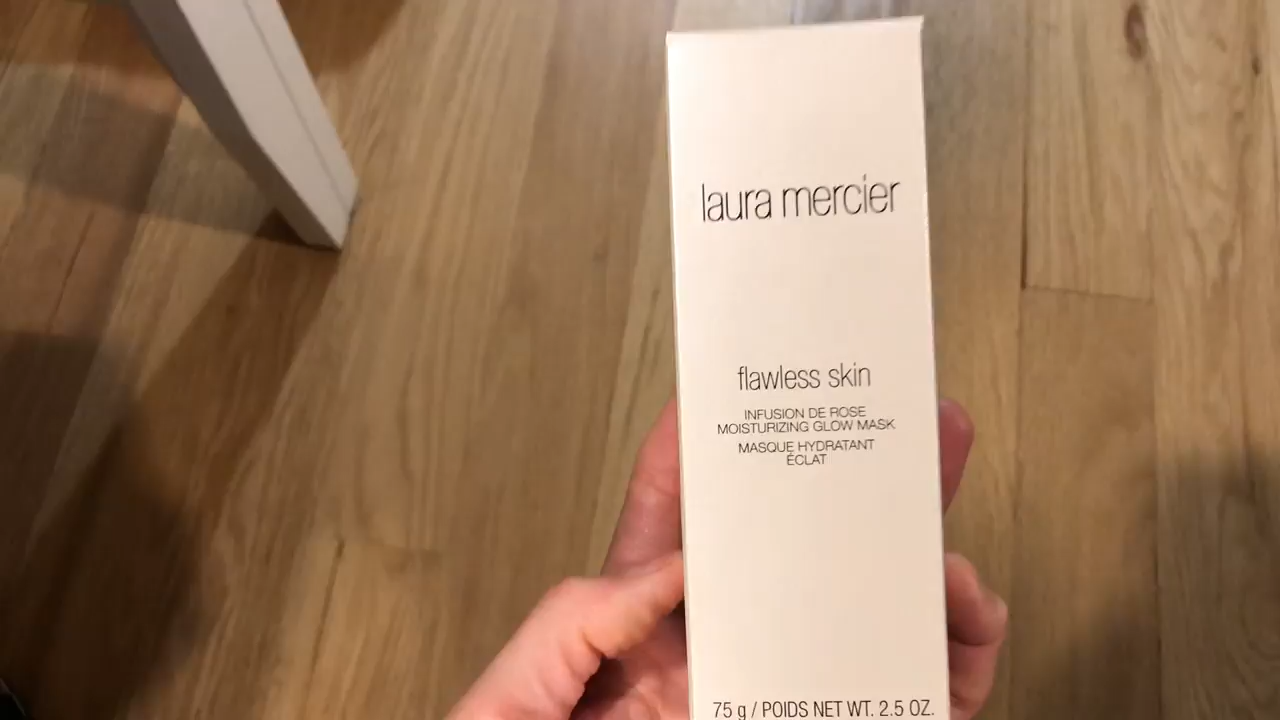 laura mercier
flawless skin
INFUSION DE ROSE
MOISTURIZING GLOW MASK
MASQUE HYDRATANT
ÉCLAT
75 g / POIDS NET WT. 2.5 OZ.